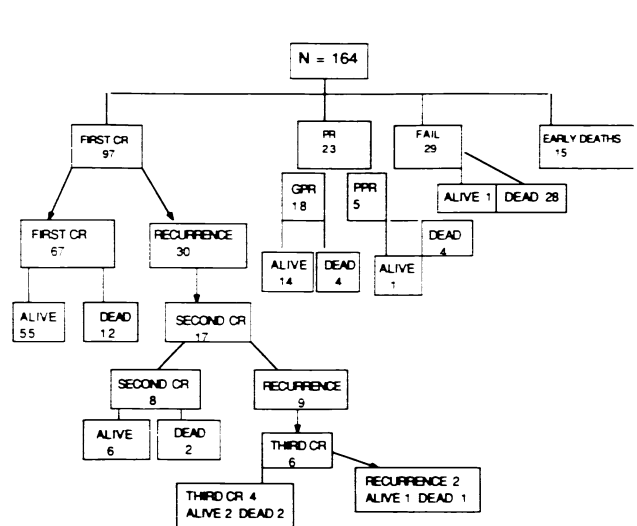 N = 164
FIRST CR
97
PR
23
FAIL
29
EARLY DEATHS
15
GPR
18
PPR
5
ALIVE 1 DEAD 28
FIRST CR
67
RECURRENCE
30
ALIVE
14
DEAD
4
DEAD
4
ALIVE
1
ALIVE
55
DEAD
12
SECOND CR
17
SECOND CR
8
RECURRENCE
9
ALIVE
6
DEAD
2
THIRD CR
6
THIRD CR 4
ALIVE 2 DEAD 2
RECURRENCE 2
ALIVE 1 DEAD 1